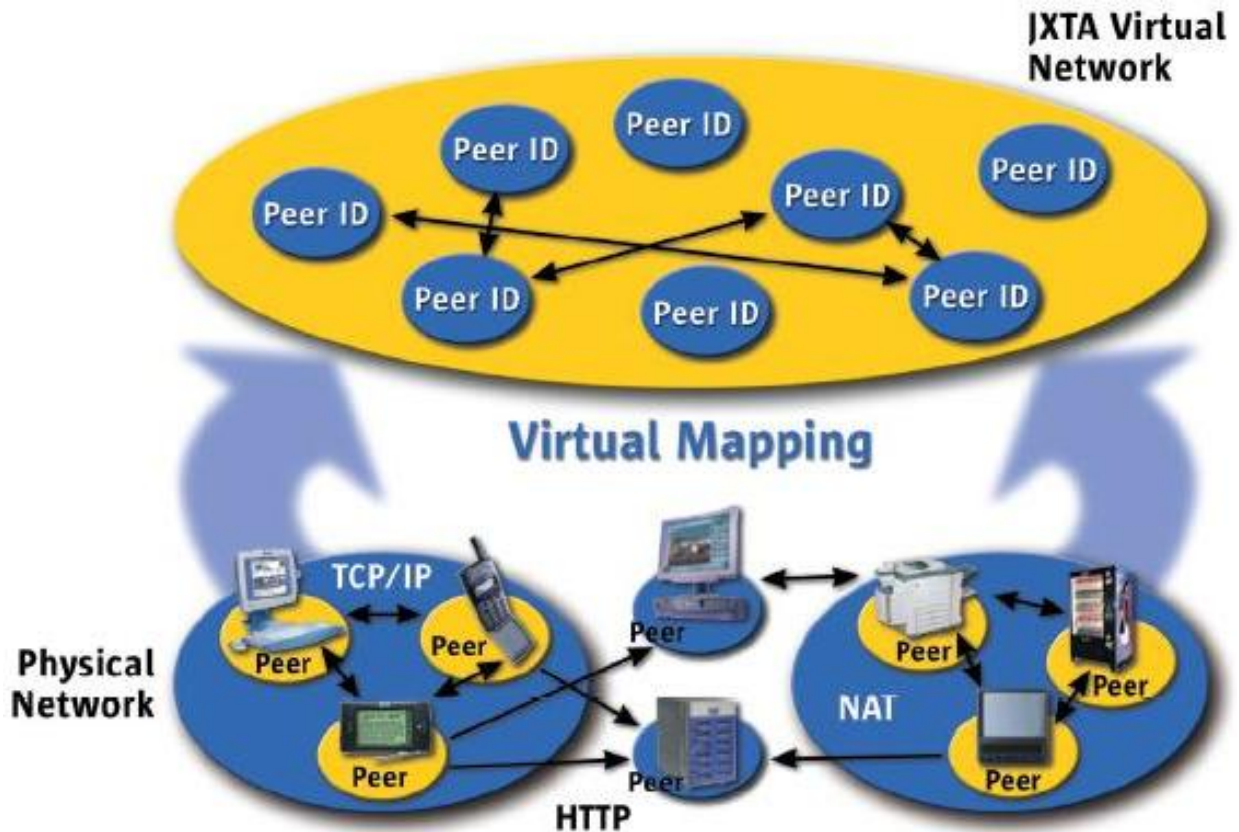 JXTA Virtual
Network
Peer ID
Peer ID
Peer ID
Peer ID
Peer ID
Peer ID
Peer ID
Peer ID
Virtual Mapping
TCP/IP
Peer
Peer
Peer
Peer
Peer
Physical
Network
NAT
Peer
Peer
Peer
HTTP